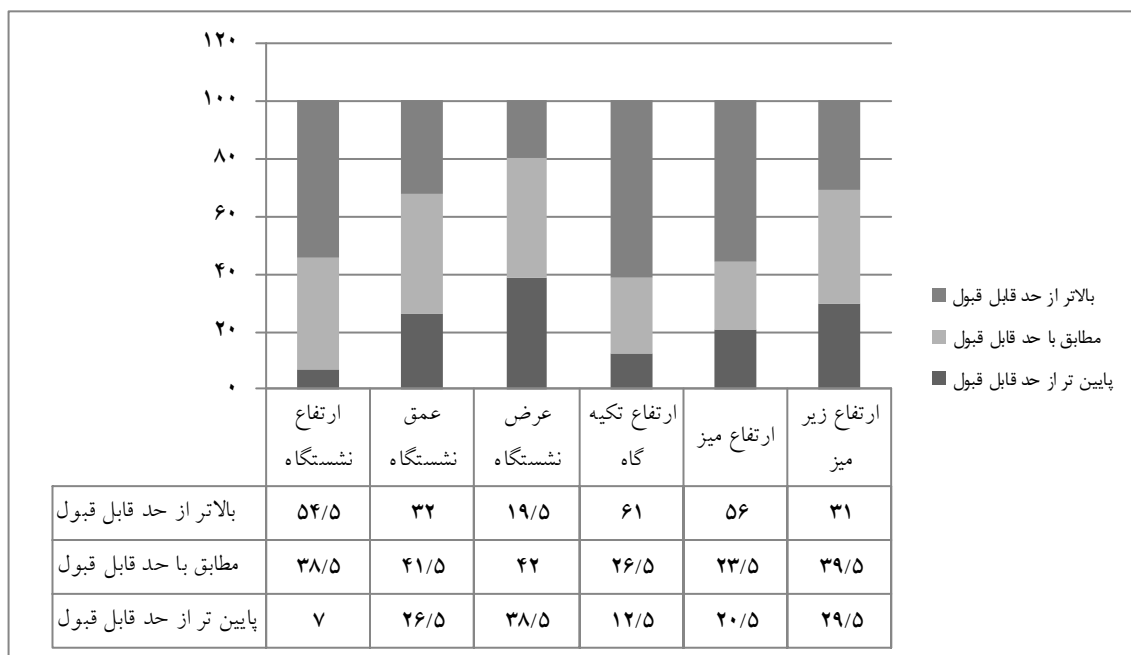 ۱۲۰
۱۰۰
۸۰
۶۰
۴۰
۲۰
۰
بالاتر از حد قابل قبول
مطابق با حد قابل قبول
پایین تر از حد قابل قبول
ارتفاع نشستگاه
عمق نشستگاه
عرض نشستگاه
ارتفاع تکیه گاه
ارتفاع میز
ارتفاع زیر میز
بالاتر از حد قابل قبول ۵۴/۵ ۳۲ ۱۹/۵ ۶۱ ۵۶ ۳۱
مطابق با حد قابل قبول ۳۸/۵ ۴۱/۵ ۴۲ ۲۶/۵ ۲۳/۵ ۳۹/۵
پایین تر از حد قابل قبول ۷ ۲۶/۵ ۳۸/۵ ۱۲/۵ ۲۰/۵ ۲۹/۵